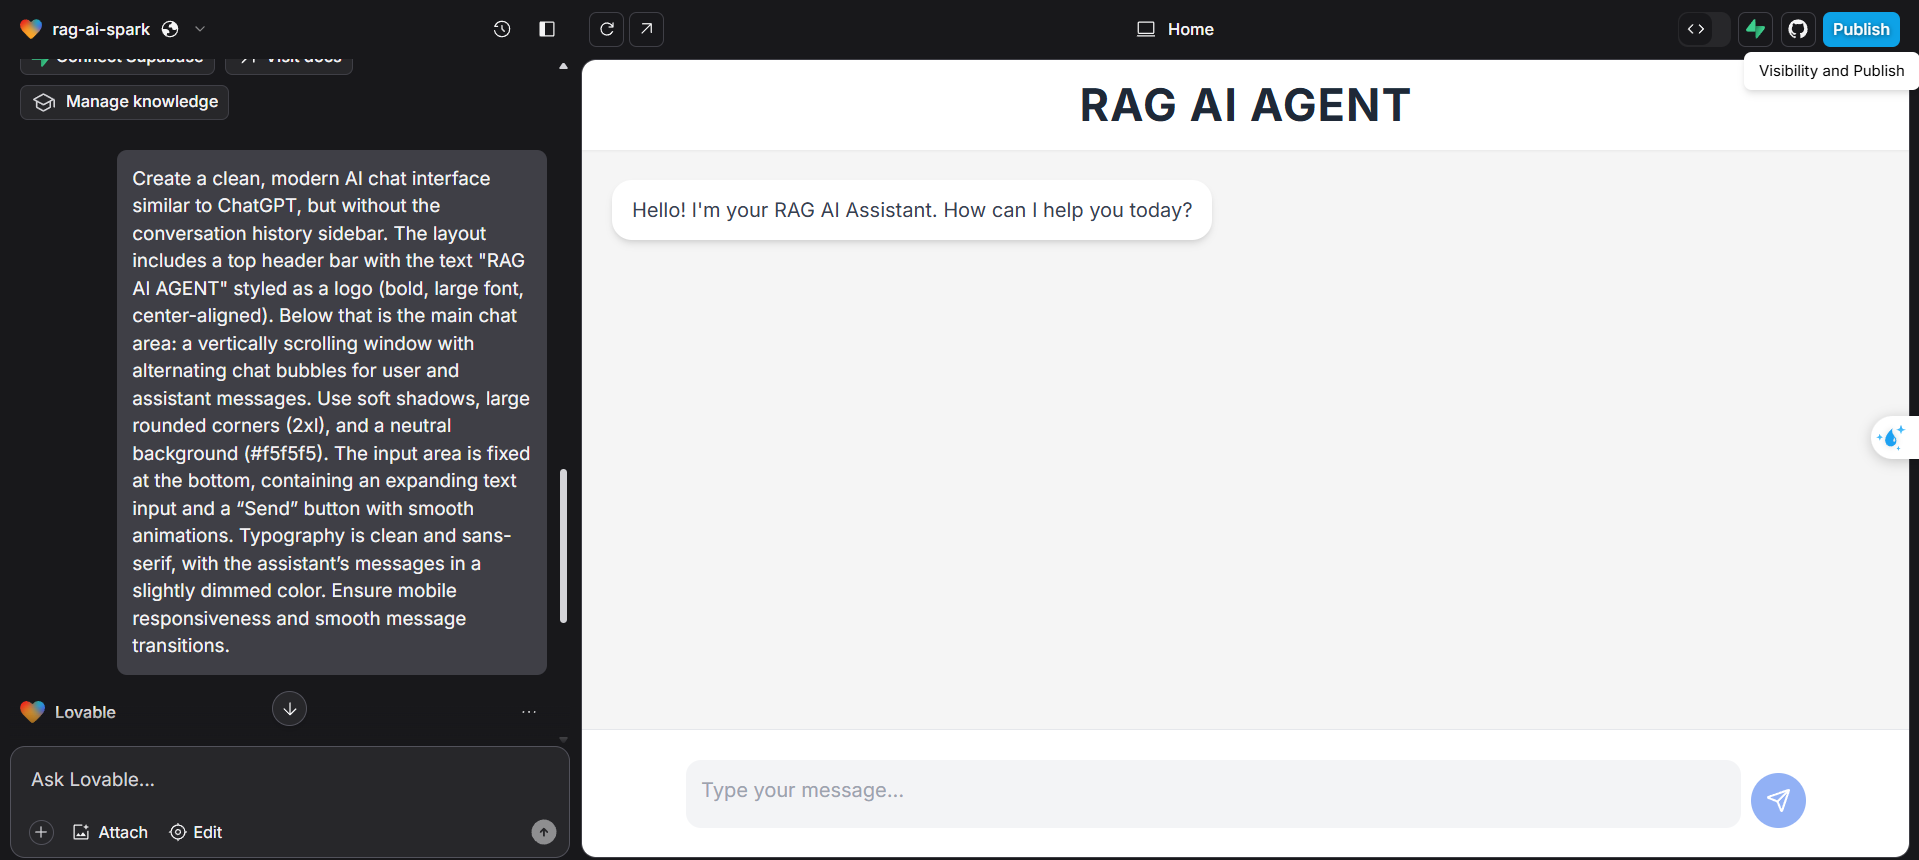 rag-ai-spark
Home
Publish
Visibility and Publish
Connect Supabase
Visit docs
Manage knowledge
Create a clean, modern AI chat interface
similar to ChatGPT, but without the
conversation history sidebar. The layout
includes a top header bar with the text "RAG
AI AGENT" styled as a logo (bold, large font,
center-aligned). Below that is the main chat
area: a vertically scrolling window with
alternating chat bubbles for user and
assistant messages. Use soft shadows, large
rounded corners (2xl), and a neutral
background (#f5f5f5). The input area is fixed
at the bottom, containing an expanding text
input and a “Send” button with smooth
animations. Typography is clean and sans-
serif, with the assistant’s messages in a
slightly dimmed color. Ensure mobile
responsiveness and smooth message
transitions.
Lovable
Ask Lovable...
Attach
Edit
RAG AI AGENT
Hello! I'm your RAG AI Assistant. How can I help you today?
Type your message...